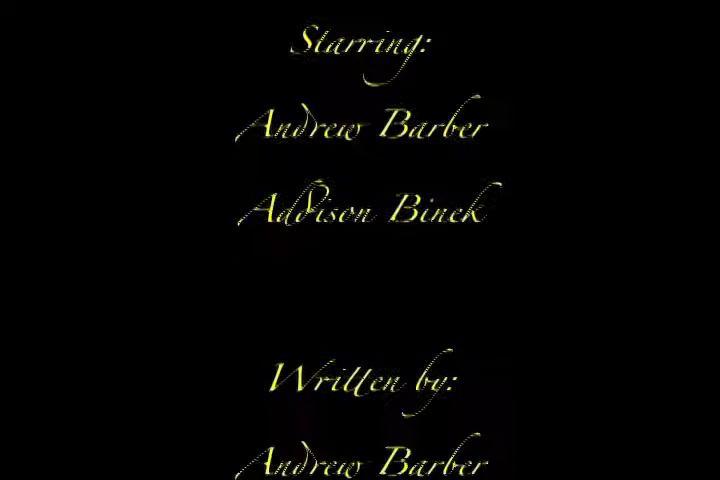 Starring:
Andrew Barber
Addison Binek
Written by:
Andrew Barber